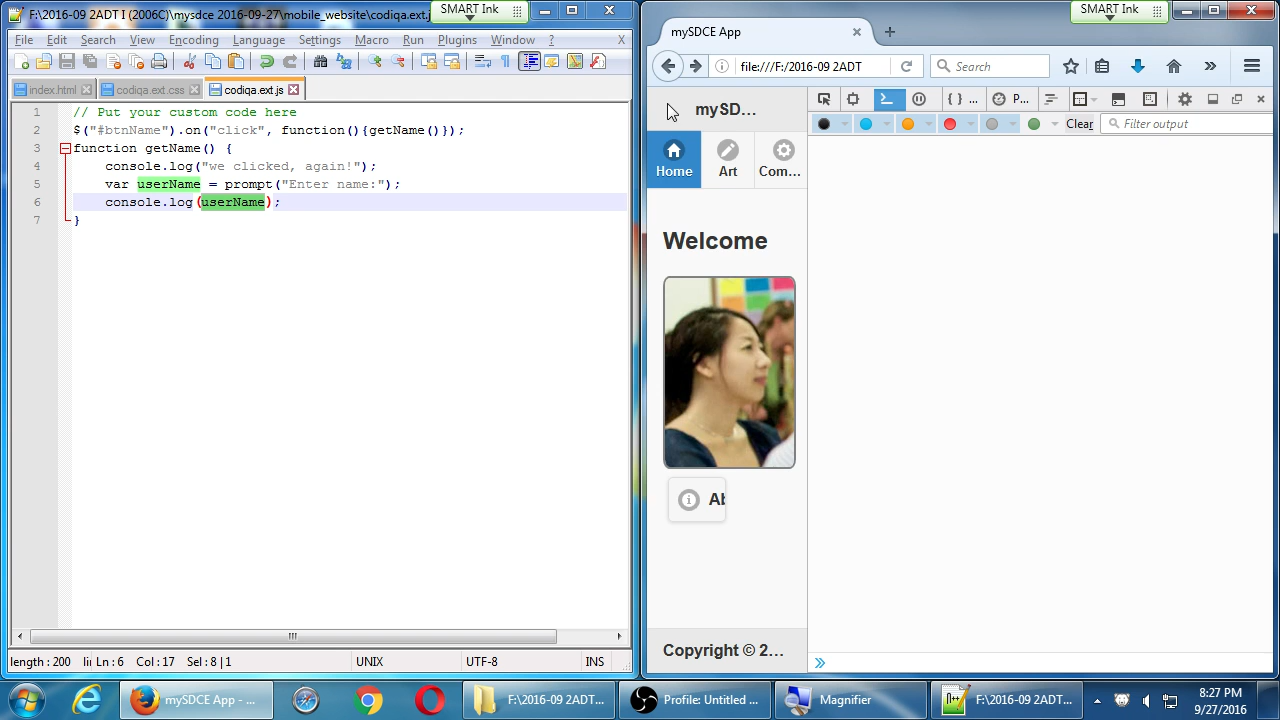 F:\2016-09 2ADT I (2006C)\mysdce 2016-09-27\mobile_website\codiqa.ext.j
SMART Ink
File Edit Search View Encoding Language Settings Macro Run Plugins Window ? X
index.html codiqa.ext.css codiqa.ext.js
1 // Put your custom code here
2 $("#btnName").on("click", function(){getName()});
3 function getName() {
4 console.log("we clicked, again!");
5 var userName = prompt("Enter name:");
6 console.log(userName);
7 }
length : 200 Ln : 6 Col : 17 Sel : 8 | 1 UNIX UTF-8 INS
SMART Ink
mySDCE App
file:///F:/2016-09 2ADT
Search
{ } ... P...
Clear Filter output
mySD...
Home Art Com...
Welcome
Ab
Copyright © 2...
mySDCE App - ... F:\2016-09 2ADT... Profile: Untitled ... Magnifier F:\2016-09 2ADT...
8:27 PM
9/27/2016